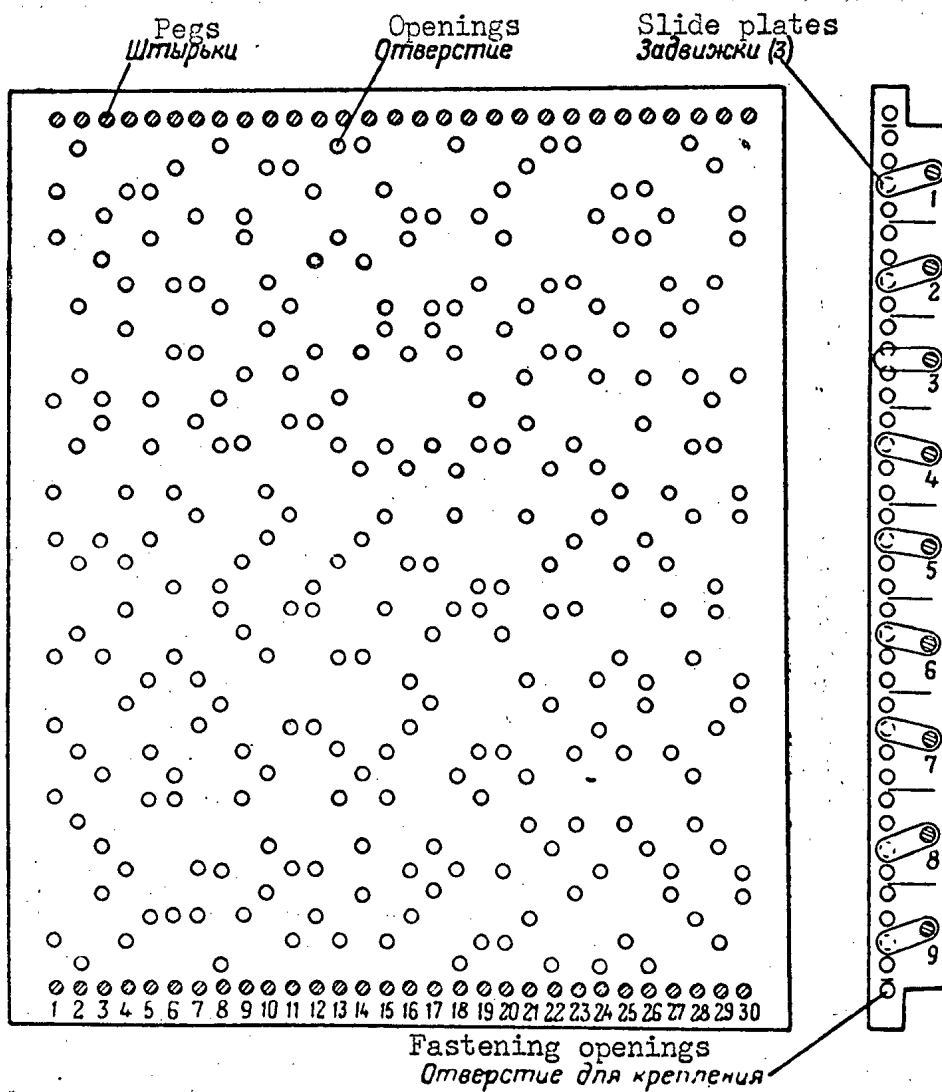 Pegs
Штырьки
Openings
Отверстие
Slide plates
Задвижки (3)
1
2
3
4
5
6
7
8
9
1 2 3 4 5 6 7 8 9 10 11 12 13 14 15 16 17 18 19 20 21 22 23 24 25 26 27 28 29 30
Fastening openings
Отверстие для крепления